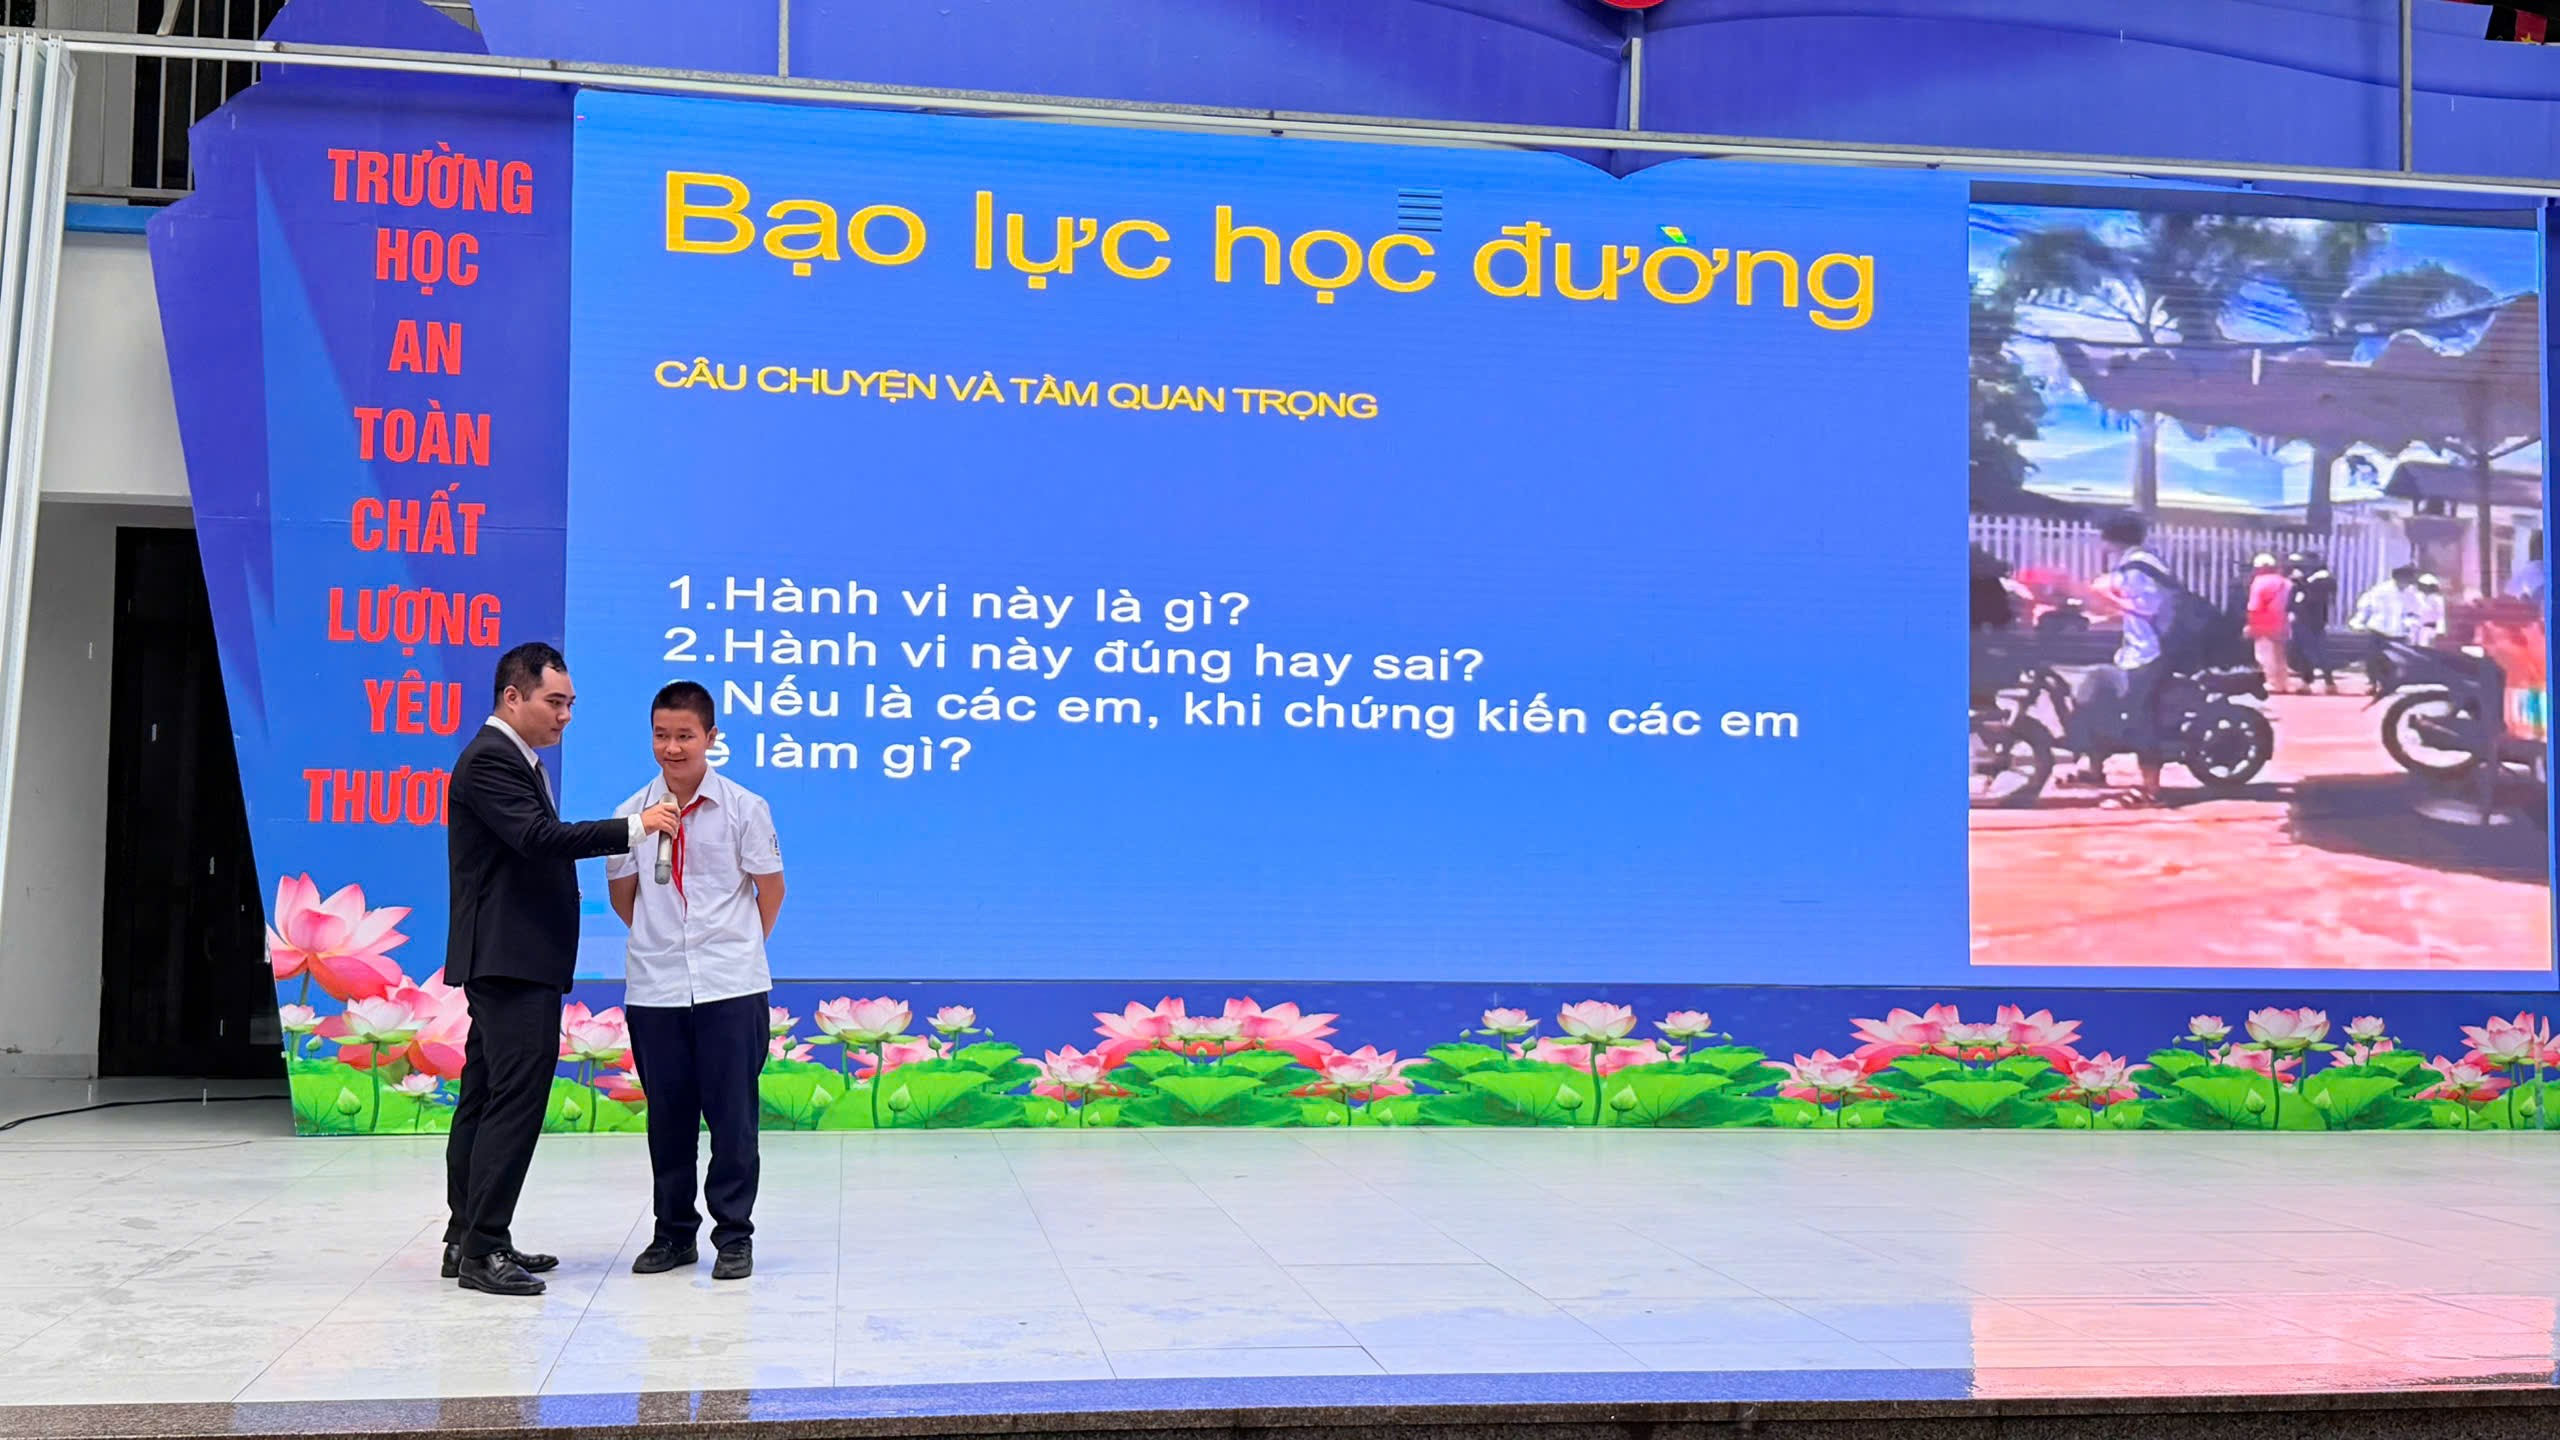 TRƯỜNG
HỌC
AN
TOÀN
CHẤT
LƯỢNG
YÊU
Bạo lực học đường
CÂU CHUYỆN VÀ TẦM QUAN TRỌNG
1.Hành vi này là gì?
2.Hành vi này đúng hay sai?
Nếu là các em, khi chứng kiến các em
làm gì?